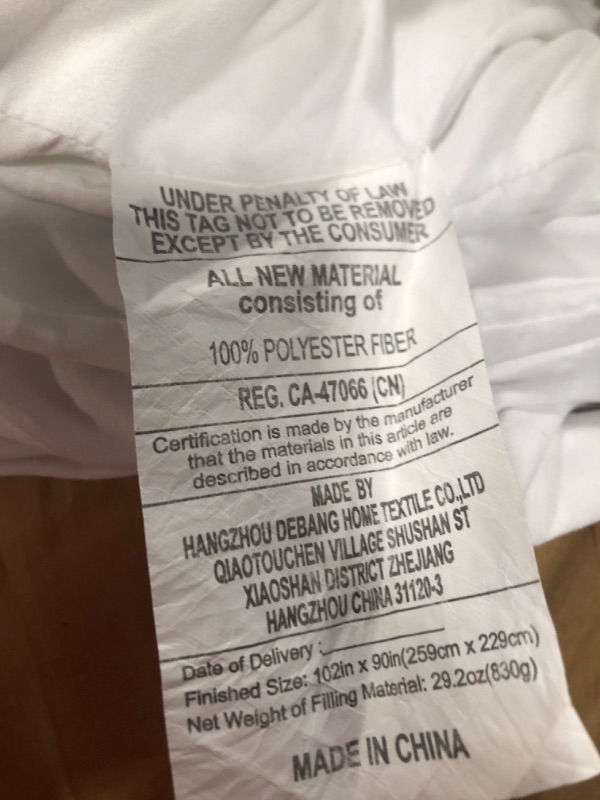 UNDER PENALTY OF LAW
THIS TAG NOT TO BE REMOVED
EXCEPT BY THE CONSUMER
ALL NEW MATERIAL
consisting of
100% POLYESTER FIBER
REG. CA-47066 (CN)
Certification is made by the manufacturer
that the materials in this article are
described in accordance with law.
MADE BY
HANGZHOU DEBANG HOME TEXTILE CO.,LTD
QIAOTOUCHEN VILLAGE SHUSHAN ST
XIAOSHAN DISTRICT ZHEJIANG
HANGZHOU CHINA 31120-3
Date of Delivery :
Finished Size: 102in x 90in(259cm x 229cm)
Net Weight of Filling Material: 29.2oz(830g)
MADE IN CHINA